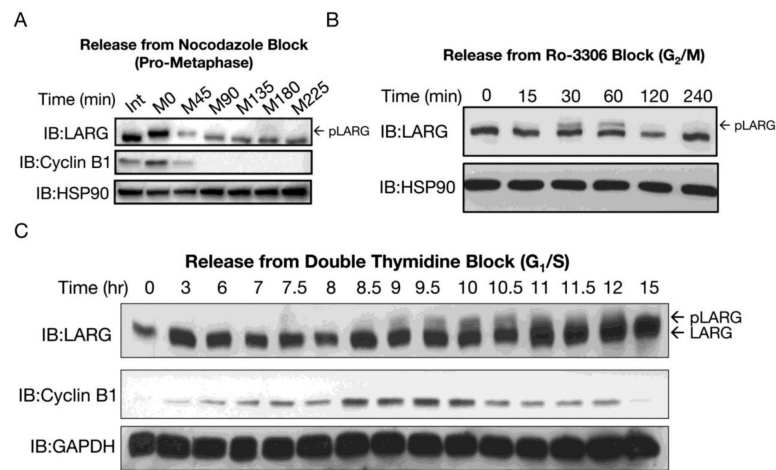 A
Release from Nocodazole Block
(Pro-Metaphase)
Time (min) Int M0 M45 M90 M135 M180 M225
IB:LARG ← pLARG
IB:Cyclin B1
IB:HSP90
B
Release from Ro-3306 Block (G₂/M)
Time (min) 0 15 30 60 120 240
IB:LARG ← pLARG
IB:HSP90
C
Release from Double Thymidine Block (G₁/S)
Time (hr) 0 3 6 7 7.5 8 8.5 9 9.5 10 10.5 11 11.5 12 15
← pLARG
IB:LARG ← LARG
IB:Cyclin B1
IB:GAPDH